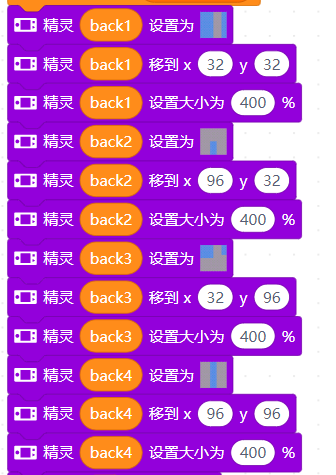 精灵 back1 设置为
精灵 back1 移到 x 32 y 32
精灵 back1 设置大小为 400 %
精灵 back2 设置为
精灵 back2 移到 x 96 y 32
精灵 back2 设置大小为 400 %
精灵 back3 设置为
精灵 back3 移到 x 32 y 96
精灵 back3 设置大小为 400 %
精灵 back4 设置为
精灵 back4 移到 x 96 y 96
精灵 back4 设置大小为 400 %